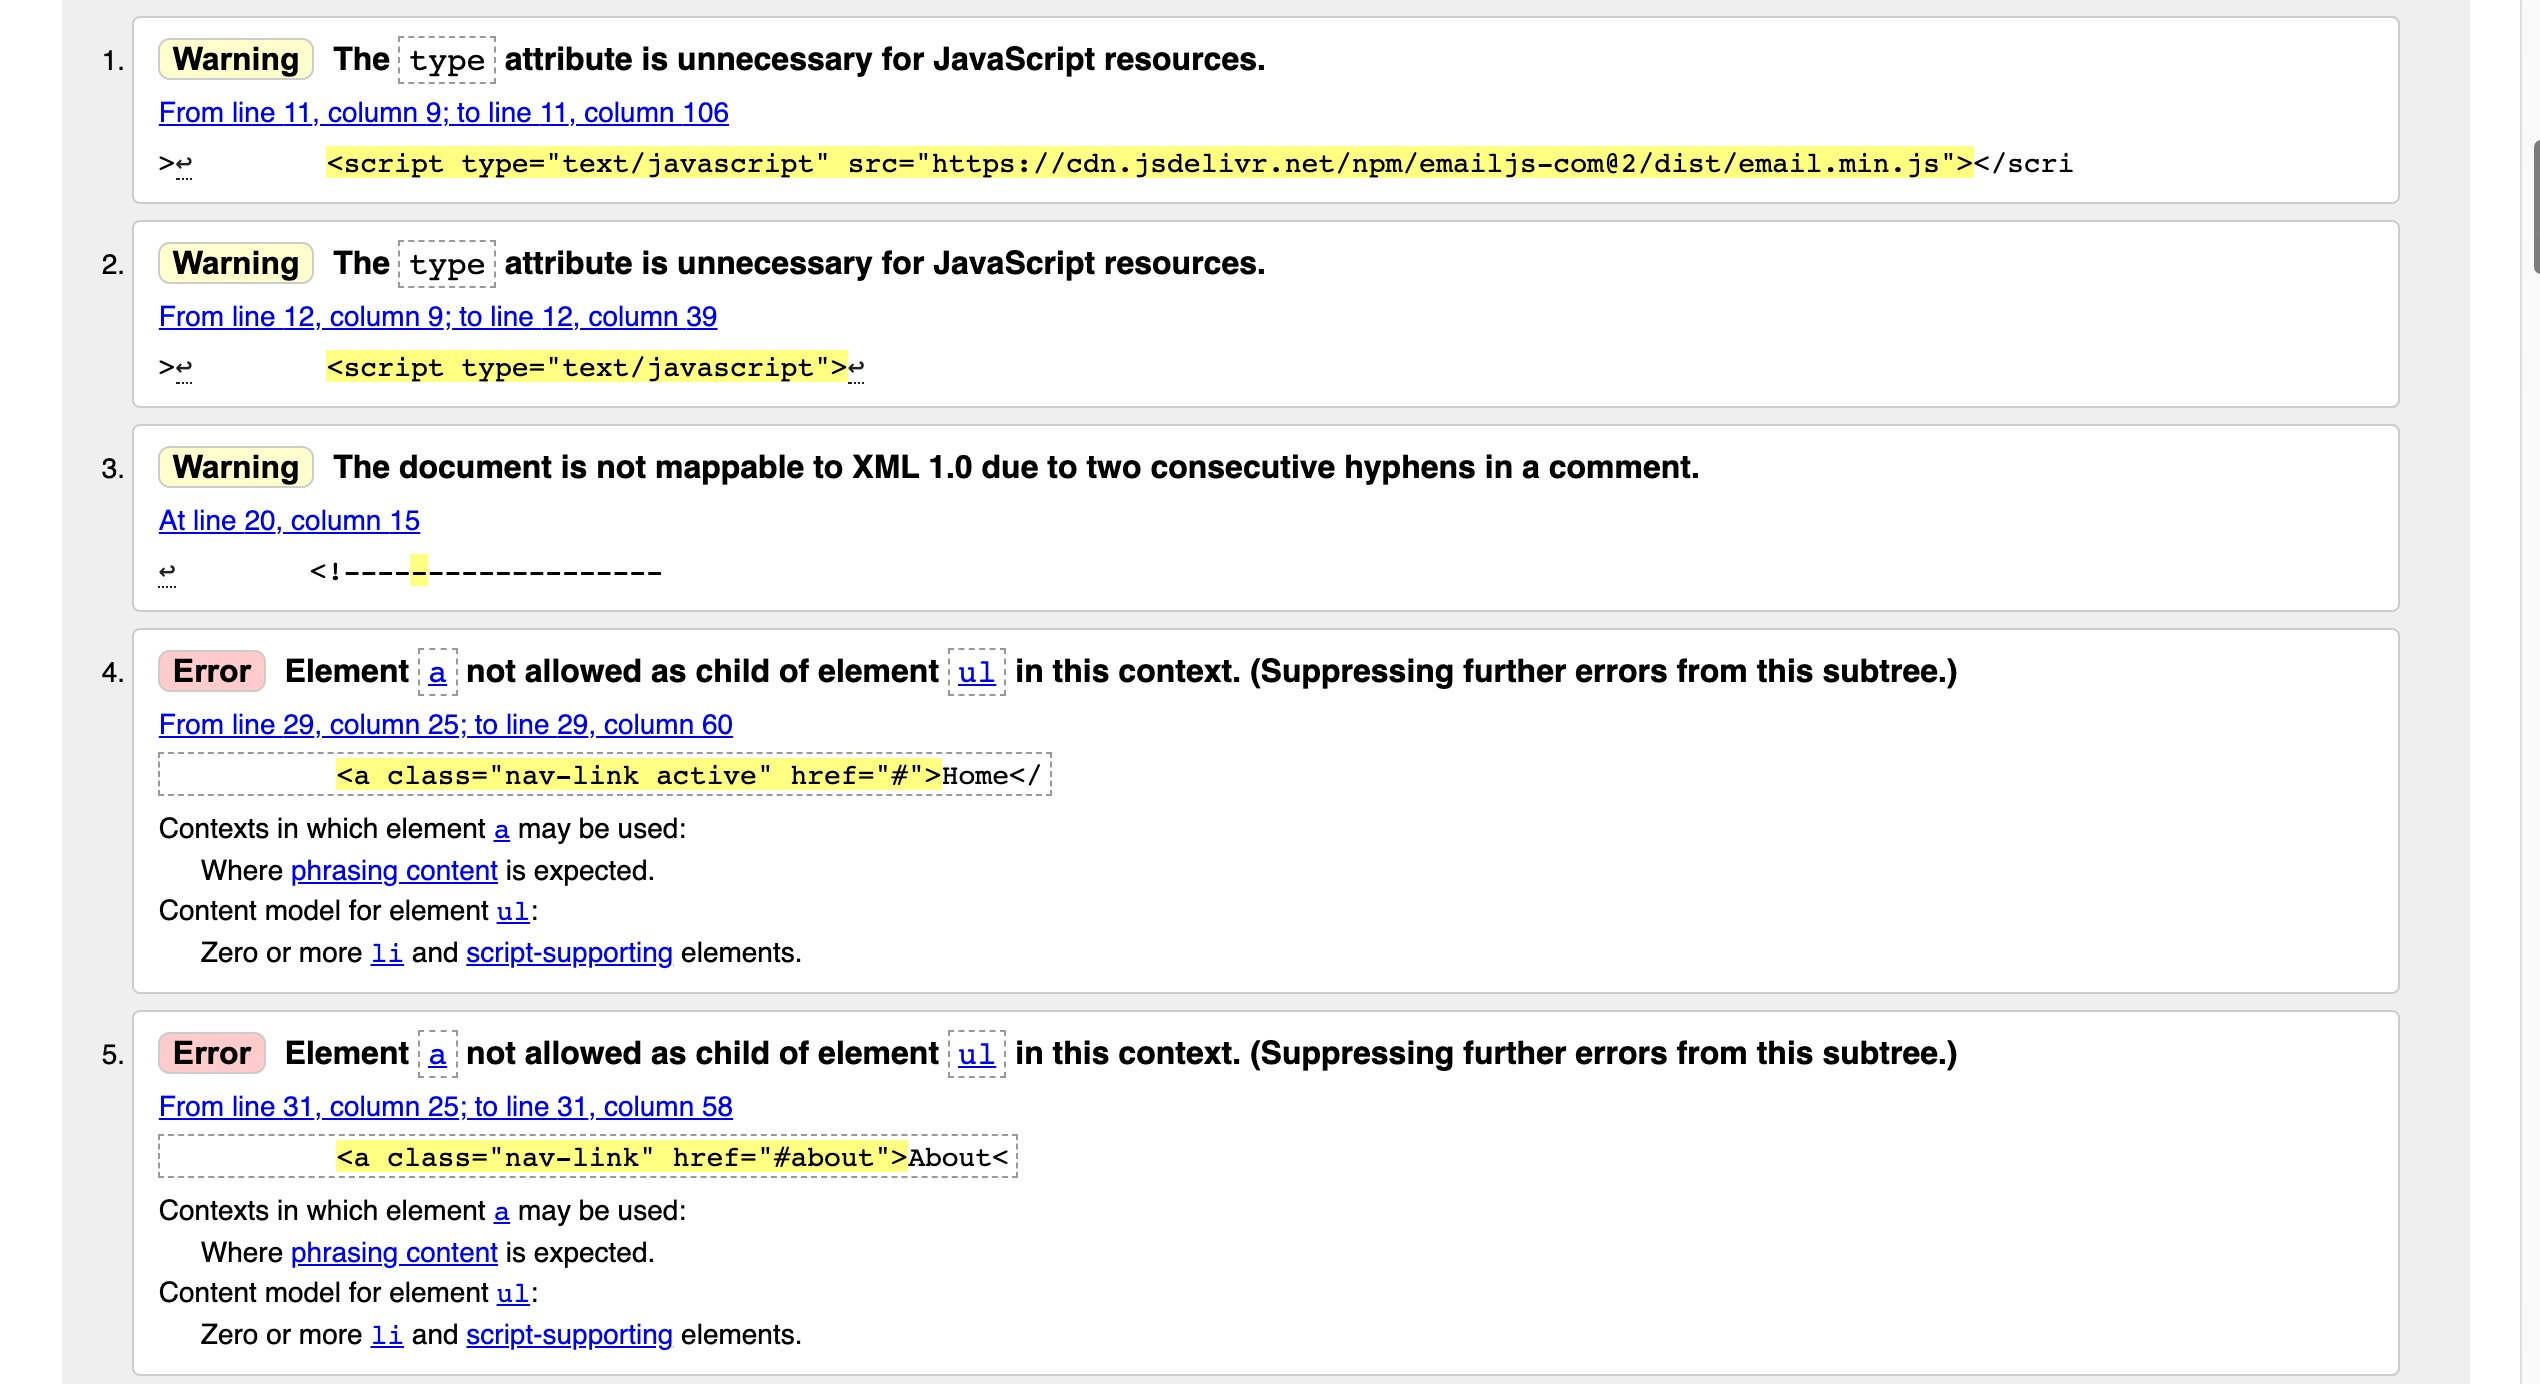 1. Warning The type attribute is unnecessary for JavaScript resources.
From line 11, column 9; to line 11, column 106
>↩ <script type="text/javascript" src="https://cdn.jsdelivr.net/npm/emailjs-com@2/dist/email.min.js"></scri
2. Warning The type attribute is unnecessary for JavaScript resources.
From line 12, column 9; to line 12, column 39
>↩ <script type="text/javascript">↩
3. Warning The document is not mappable to XML 1.0 due to two consecutive hyphens in a comment.
At line 20, column 15
↩ <!-------------------
4. Error Element a not allowed as child of element ul in this context. (Suppressing further errors from this subtree.)
From line 29, column 25; to line 29, column 60
<a class="nav-link active" href="#">Home</
Contexts in which element a may be used:
Where phrasing content is expected.
Content model for element ul:
Zero or more li and script-supporting elements.
5. Error Element a not allowed as child of element ul in this context. (Suppressing further errors from this subtree.)
From line 31, column 25; to line 31, column 58
<a class="nav-link" href="#about">About<
Contexts in which element a may be used:
Where phrasing content is expected.
Content model for element ul:
Zero or more li and script-supporting elements.